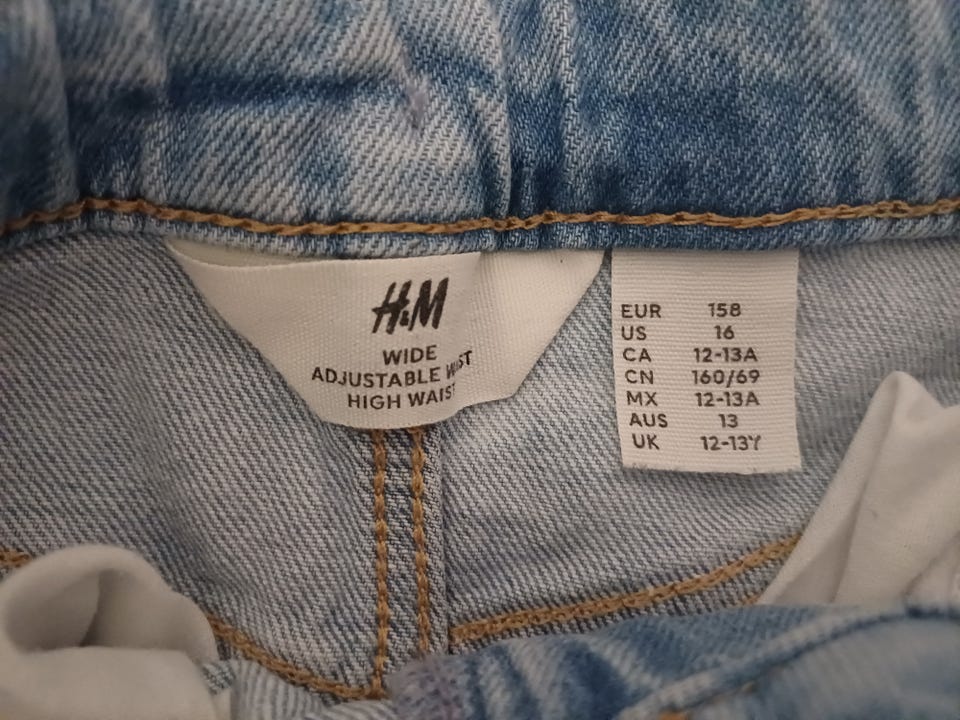 H&M
WIDE
ADJUSTABLE WAIST
HIGH WAIST
EUR 158
US 16
CA 12-13A
CN 160/69
MX 12-13A
AUS 13
UK 12-13Y